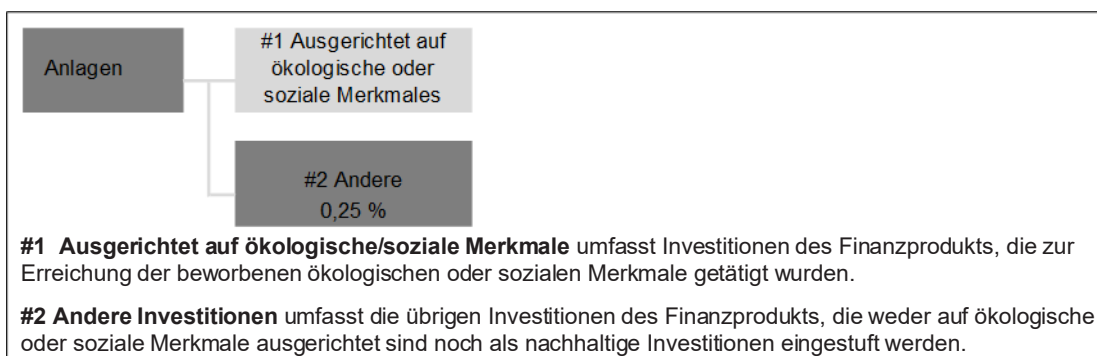 Anlagen
#1 Ausgerichtet auf
ökologische oder
soziale Merkmales
#2 Andere
0,25 %
#1 Ausgerichtet auf ökologische/soziale Merkmale umfasst Investitionen des Finanzprodukts, die zur
Erreichung der beworbenen ökologischen oder sozialen Merkmale getätigt wurden.
#2 Andere Investitionen umfasst die übrigen Investitionen des Finanzprodukts, die weder auf ökologische
oder soziale Merkmale ausgerichtet sind noch als nachhaltige Investitionen eingestuft werden.